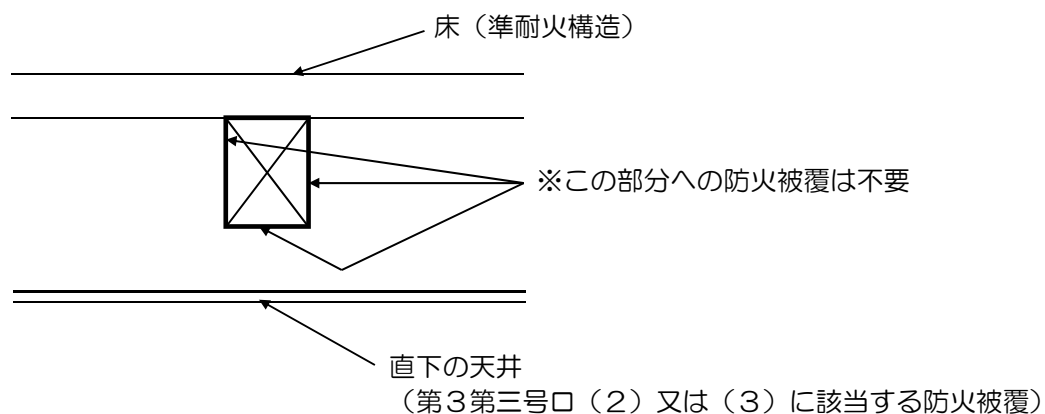 床（準耐火構造）
※この部分への防火被覆は不要
直下の天井
（第３第三号ロ（２）又は（３）に該当する防火被覆）